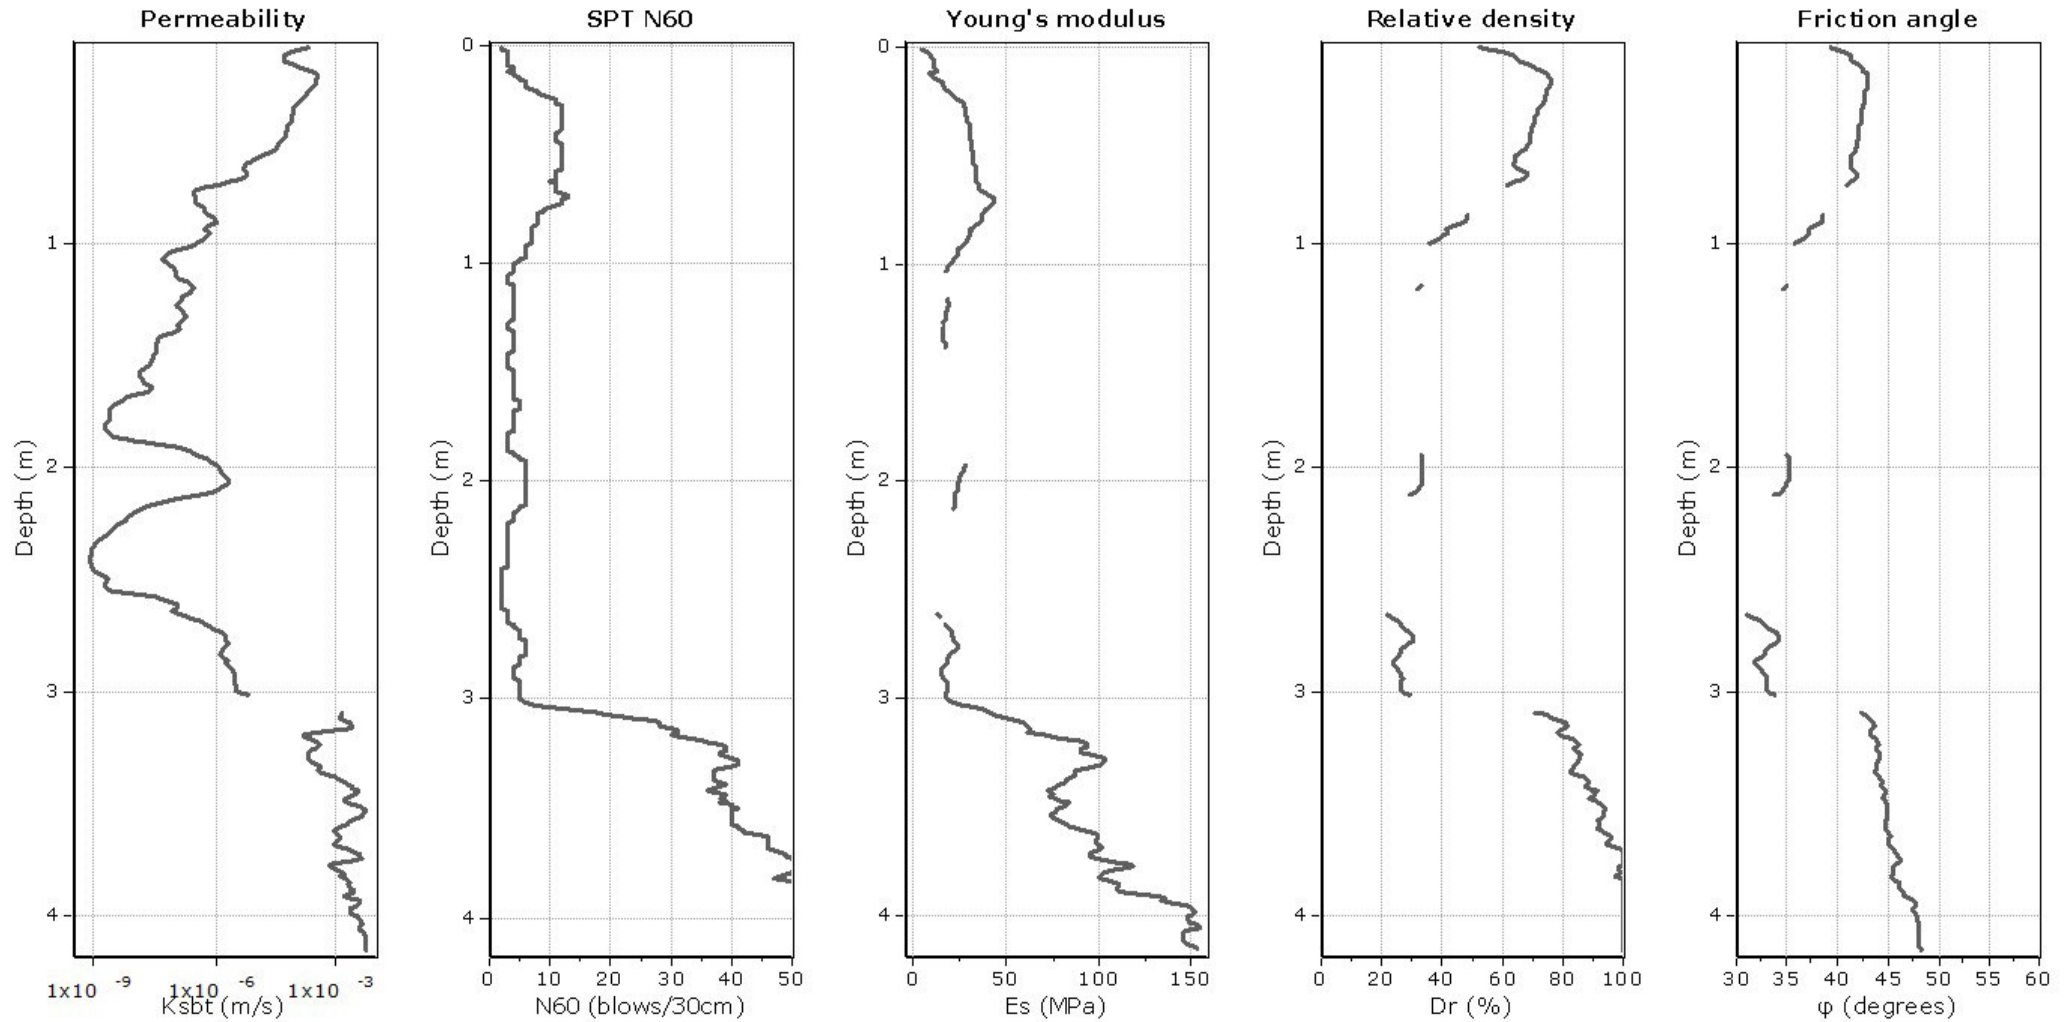 Permeability
SPT N60
Young's modulus
Relative density
Friction angle
Depth (m)
1
2
3
4
1x10 -9
1x10 -6
1x10 -3
Ksbt (m/s)
Depth (m)
0
1
2
3
4
0 10 20 30 40 50
N60 (blows/30cm)
Depth (m)
0
1
2
3
4
0 50 100 150
Es (MPa)
Depth (m)
1
2
3
4
0 20 40 60 80 100
Dr (%)
Depth (m)
1
2
3
4
30 35 40 45 50 55 60
φ (degrees)